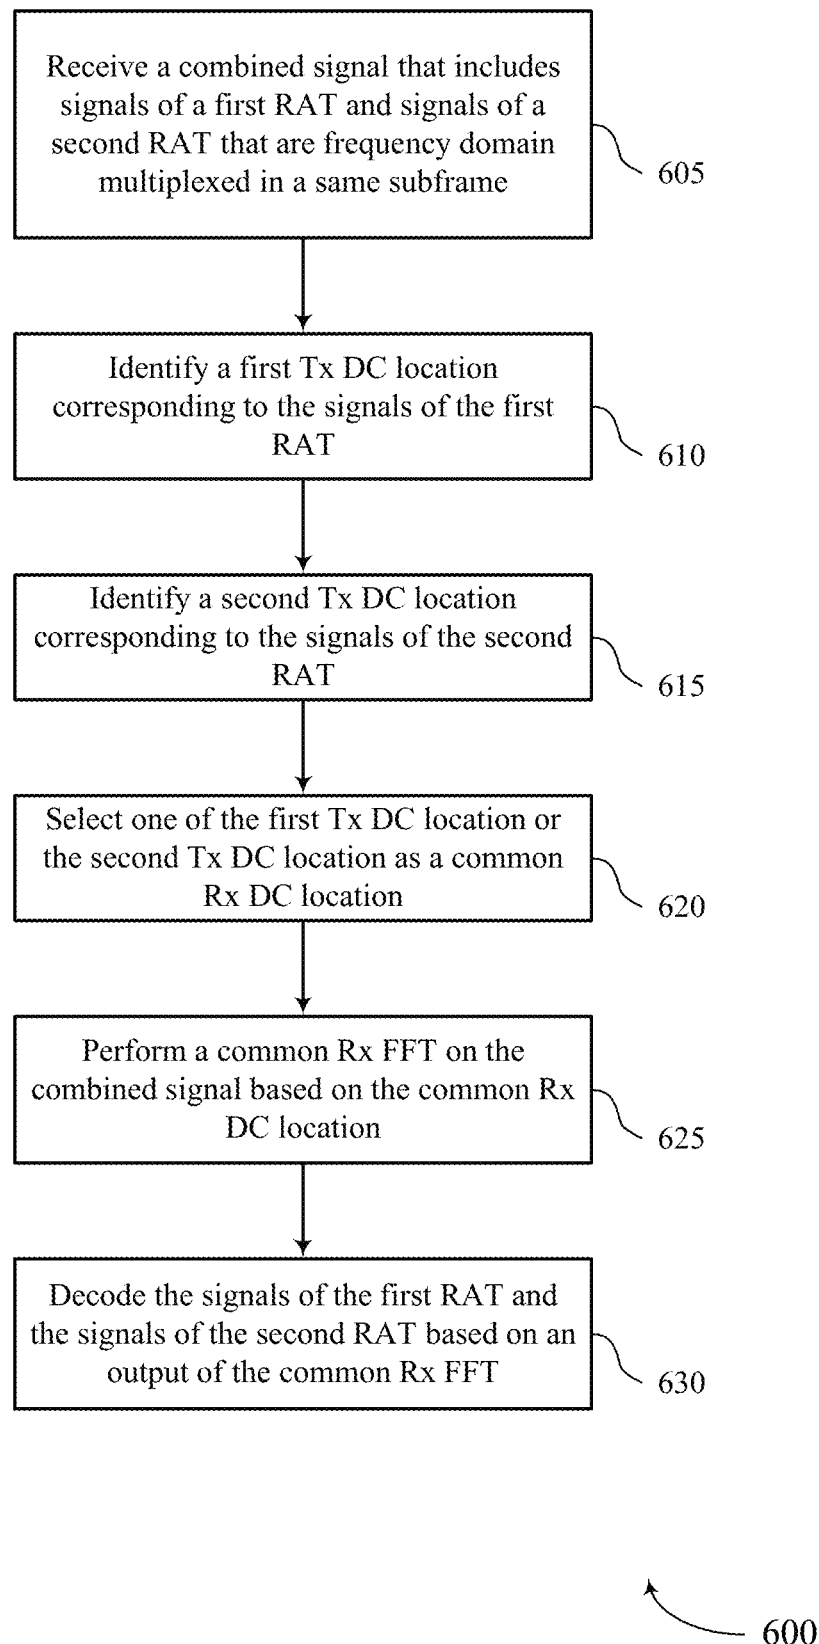 Receive a combined signal that includes
signals of a first RAT and signals of a
second RAT that are frequency domain
multiplexed in a same subframe
605
Identify a first Tx DC location
corresponding to the signals of the first
RAT
610
Identify a second Tx DC location
corresponding to the signals of the second
RAT
615
Select one of the first Tx DC location or
the second Tx DC location as a common
Rx DC location
620
Perform a common Rx FFT on the
combined signal based on the common Rx
DC location
625
Decode the signals of the first RAT and
the signals of the second RAT based on an
output of the common Rx FFT
630
600